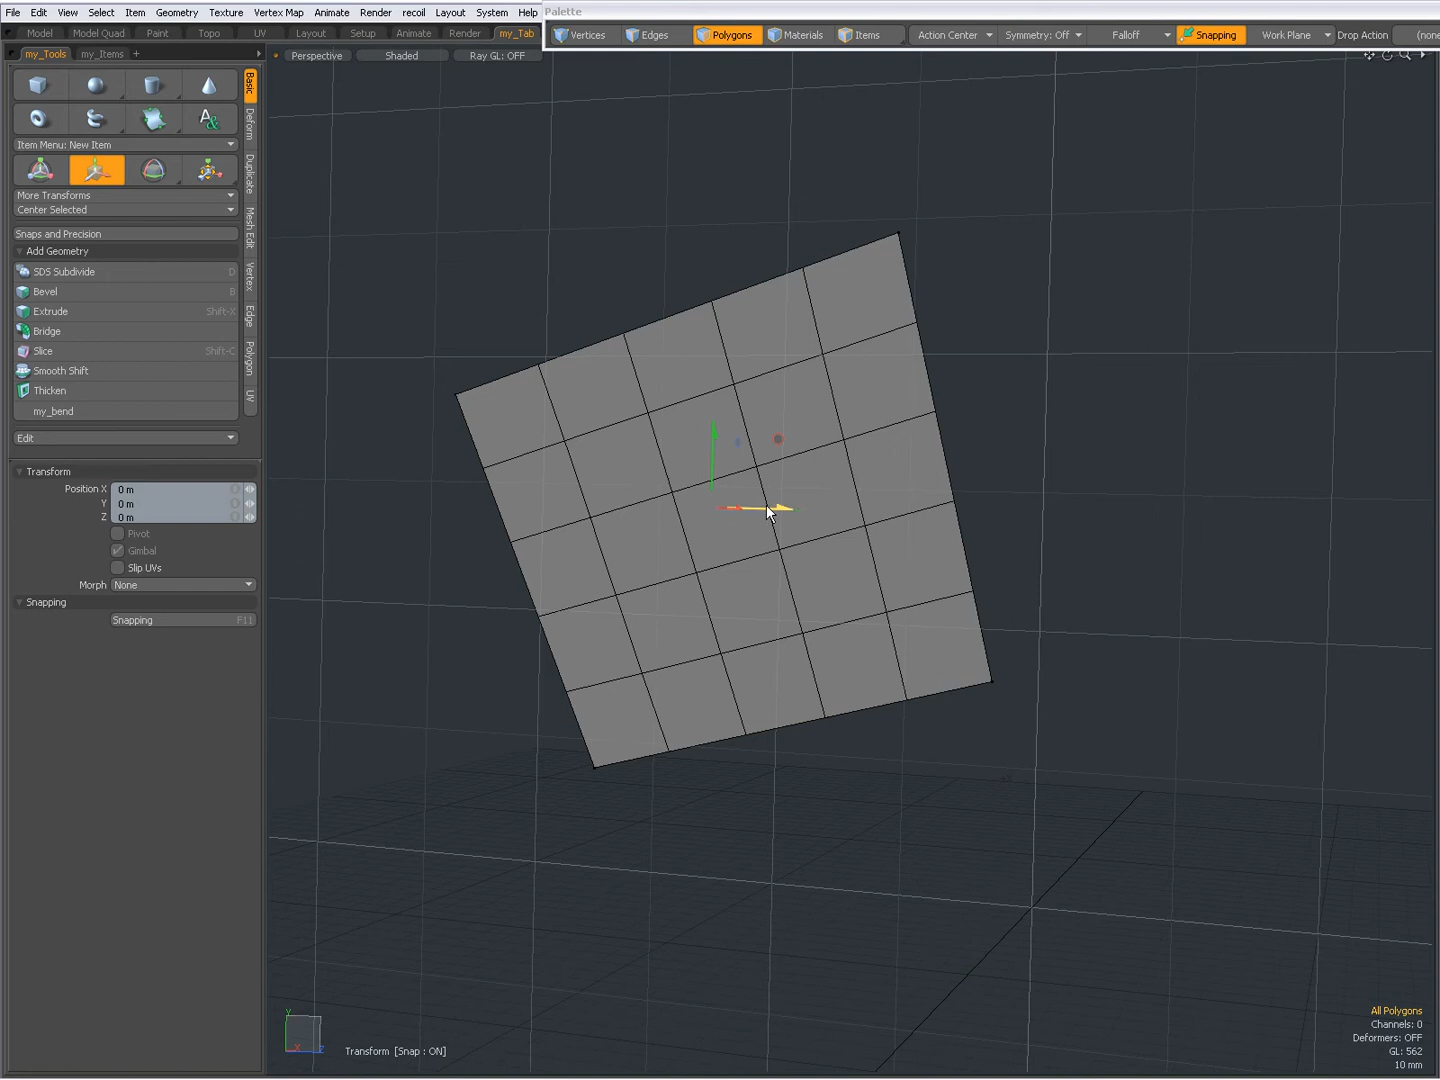 File Edit View Select Item Geometry Texture Vertex Map Animate Render recoil Layout System Help
Palette
Model Model Quad Paint Topo UV Layout Setup Animate Render my_Tab
Vertices Edges Polygons Materials Items Action Center Symmetry: Off Falloff Snapping Work Plane Drop Action (none
my_Tools my_Items +
Perspective Shaded Ray GL: OFF
Basic
Deform
Duplicate
Mesh Edit
Vertex
Edge
Polygon
UV
Item Menu: New Item
More Transforms
Center Selected
Snaps and Precision
Add Geometry
SDS Subdivide D
Bevel B
Extrude Shift-X
Bridge
Slice Shift-C
Smooth Shift
Thicken
my_bend
Edit
Transform
Position X 0 m
Y 0 m
Z 0 m
Pivot
Gimbal
Slip UVs
Morph None
Snapping
Snapping F11
Y
X
Z
Transform [Snap : ON]
All Polygons
Channels: 0
Deformers: OFF
GL: 562
10 mm